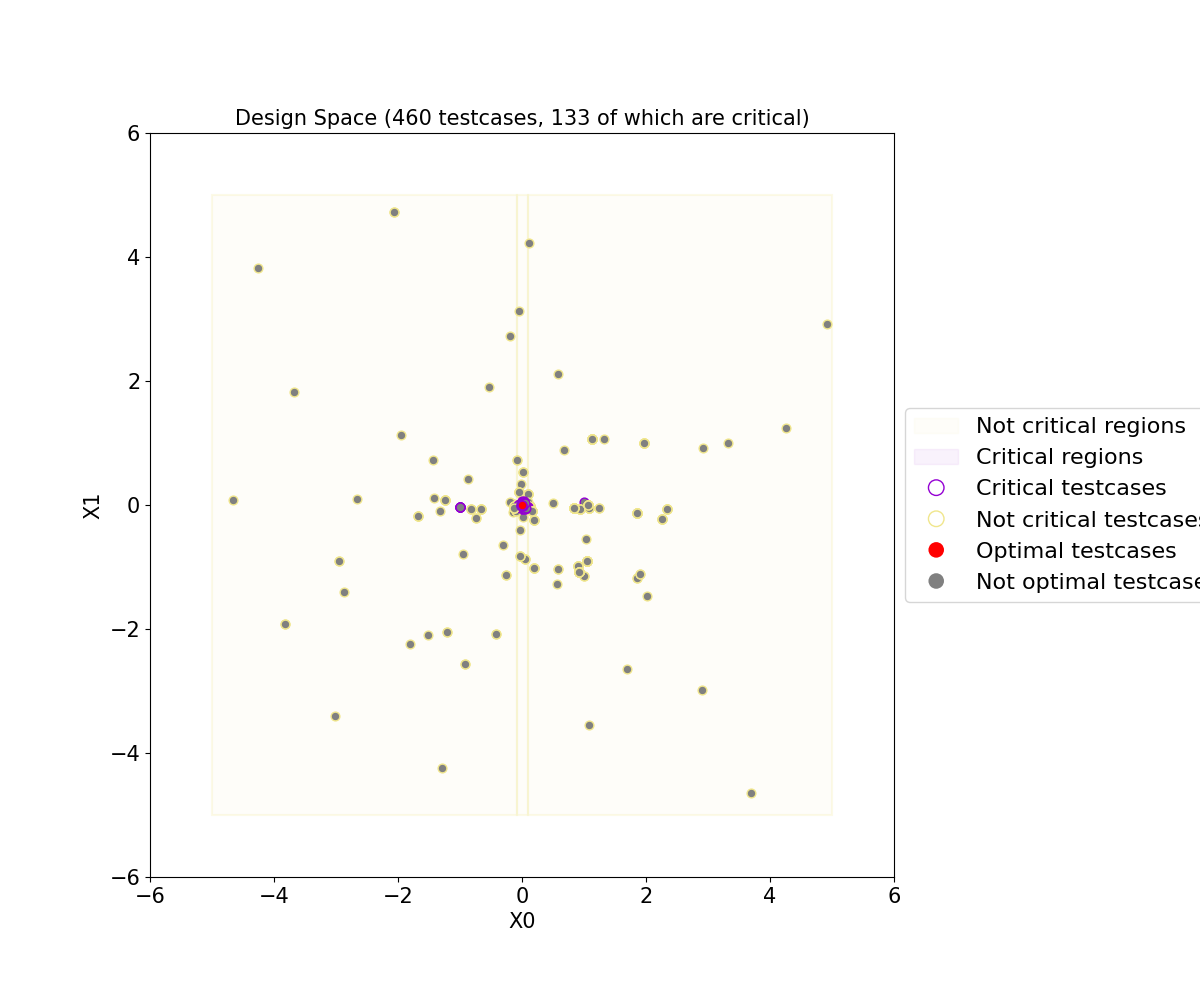 Design Space (460 testcases, 133 of which are critical)
6
4
2
0
−2
−4
−6
X1
−6
−4
−2
0
2
4
6
X0
Not critical regions
Critical regions
Critical testcases
Not critical testcases
Optimal testcases
Not optimal testcase